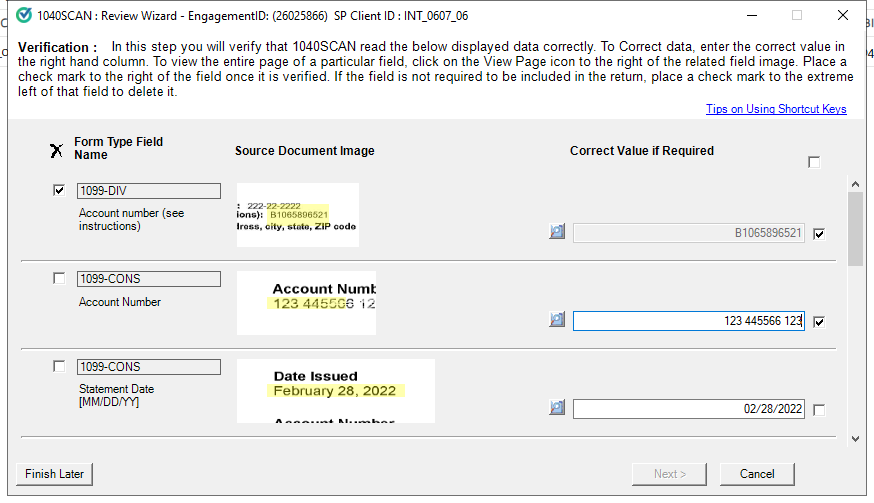 1040SCAN : Review Wizard - EngagementID: (26025866)  SP Client ID : INT_0607_06
Verification :   In this step you will verify that 1040SCAN read the below displayed data correctly. To Correct data, enter the correct value in
the right hand column. To view the entire page of a particular field, click on the View Page icon to the right of the related field image. Place a
check mark to the right of the field once it is verified. If the field is not required to be included in the return, place a check mark to the extreme
left of that field to delete it.
Tips on Using Shortcut Keys
Form Type Field
Name
Source Document Image
Correct Value if Required
1099-DIV
Account number (see
instructions)
: 222-22-2222
ions): B1065896521
dress, city, state, ZIP code
B1065896521
1099-CONS
Account Number
Account Numb
123 445566 12
123 445566 123
1099-CONS
Statement Date
[MM/DD/YY]
Date Issued
February 28, 2022
Account Number
02/28/2022
Finish Later
Next >
Cancel